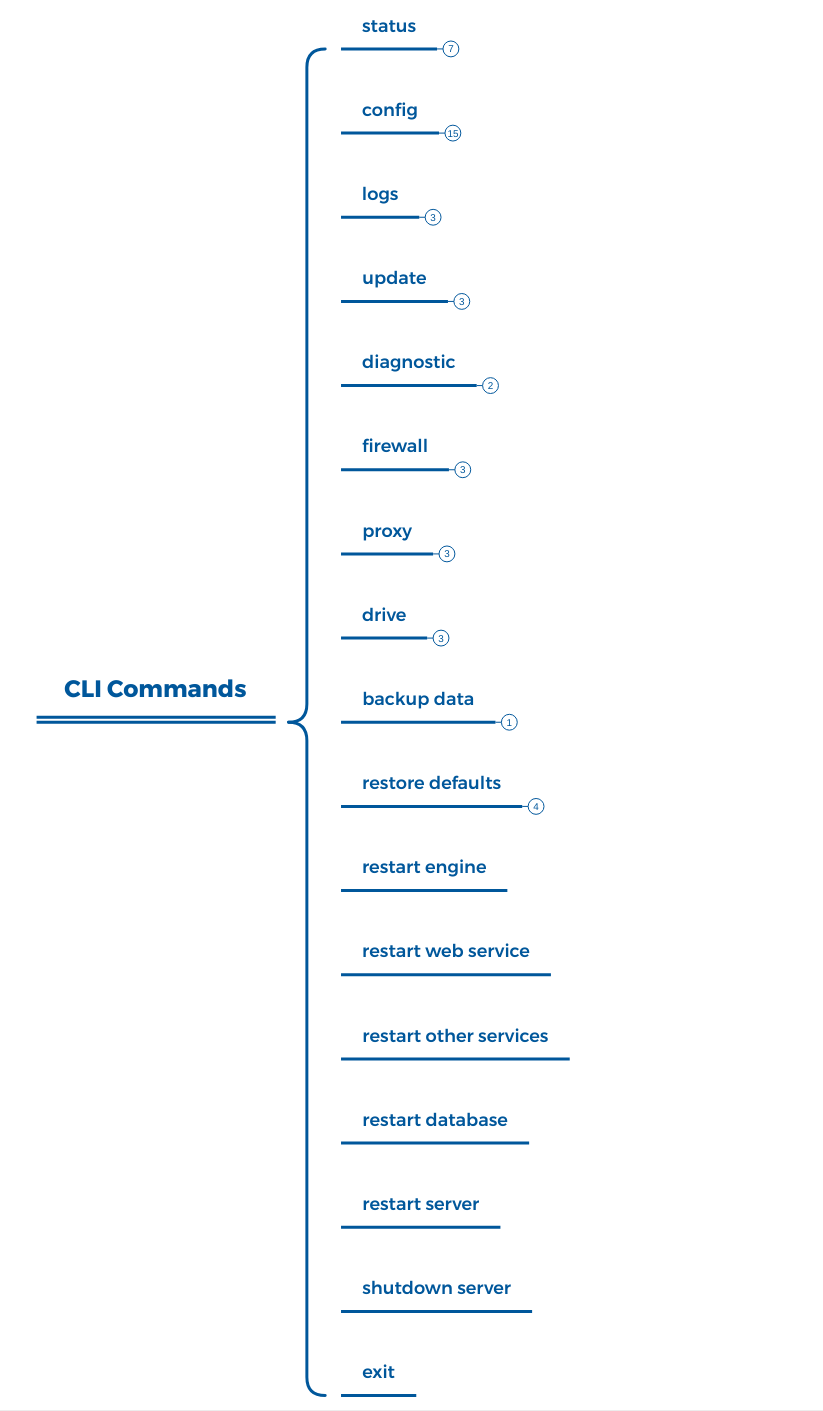 status
7
config
15
logs
3
update
3
diagnostic
2
firewall
3
proxy
3
drive
3
CLI Commands
backup data
1
restore defaults
4
restart engine
restart web service
restart other services
restart database
restart server
shutdown server
exit